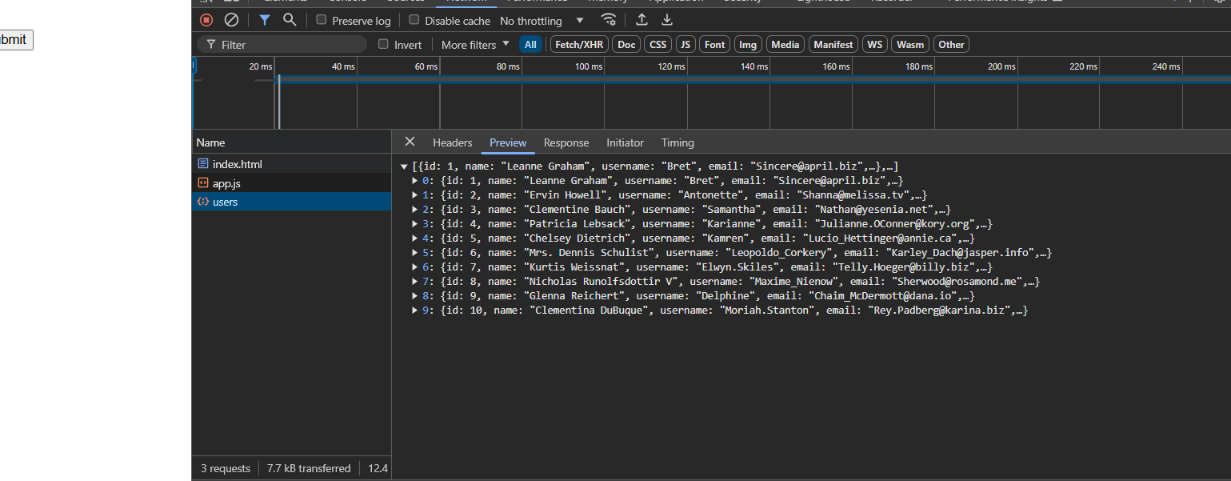 Preserve log
Disable cache
No throttling
bmit
Filter
Invert
More filters
All
Fetch/XHR
Doc
CSS
JS
Font
Img
Media
Manifest
WS
Wasm
Other
20 ms
40 ms
60 ms
80 ms
100 ms
120 ms
140 ms
160 ms
180 ms
200 ms
220 ms
240 ms
Name
Headers
Preview
Response
Initiator
Timing
index.html
app.js
users
[{id: 1, name: "Leanne Graham", username: "Bret", email: "Sincere@april.biz",…},…]
0: {id: 1, name: "Leanne Graham", username: "Bret", email: "Sincere@april.biz",…}
1: {id: 2, name: "Ervin Howell", username: "Antonette", email: "Shanna@melissa.tv",…}
2: {id: 3, name: "Clementine Bauch", username: "Samantha", email: "Nathan@yesenia.net",…}
3: {id: 4, name: "Patricia Lebsack", username: "Karianne", email: "Julianne.OConner@kory.org",…}
4: {id: 5, name: "Chelsey Dietrich", username: "Kamren", email: "Lucio_Hettinger@annie.ca",…}
5: {id: 6, name: "Mrs. Dennis Schulist", username: "Leopoldo_Corkery", email: "Karley_Dach@jasper.info",…}
6: {id: 7, name: "Kurtis Weissnat", username: "Elwyn.Skiles", email: "Telly.Hoeger@billy.biz",…}
7: {id: 8, name: "Nicholas Runolfsdottir V", username: "Maxime_Nienow", email: "Sherwood@rosamond.me",…}
8: {id: 9, name: "Glenna Reichert", username: "Delphine", email: "Chaim_McDermott@dana.io",…}
9: {id: 10, name: "Clementina DuBuque", username: "Moriah.Stanton", email: "Rey.Padberg@karina.biz",…}
3 requests
7.7 kB transferred
12.4